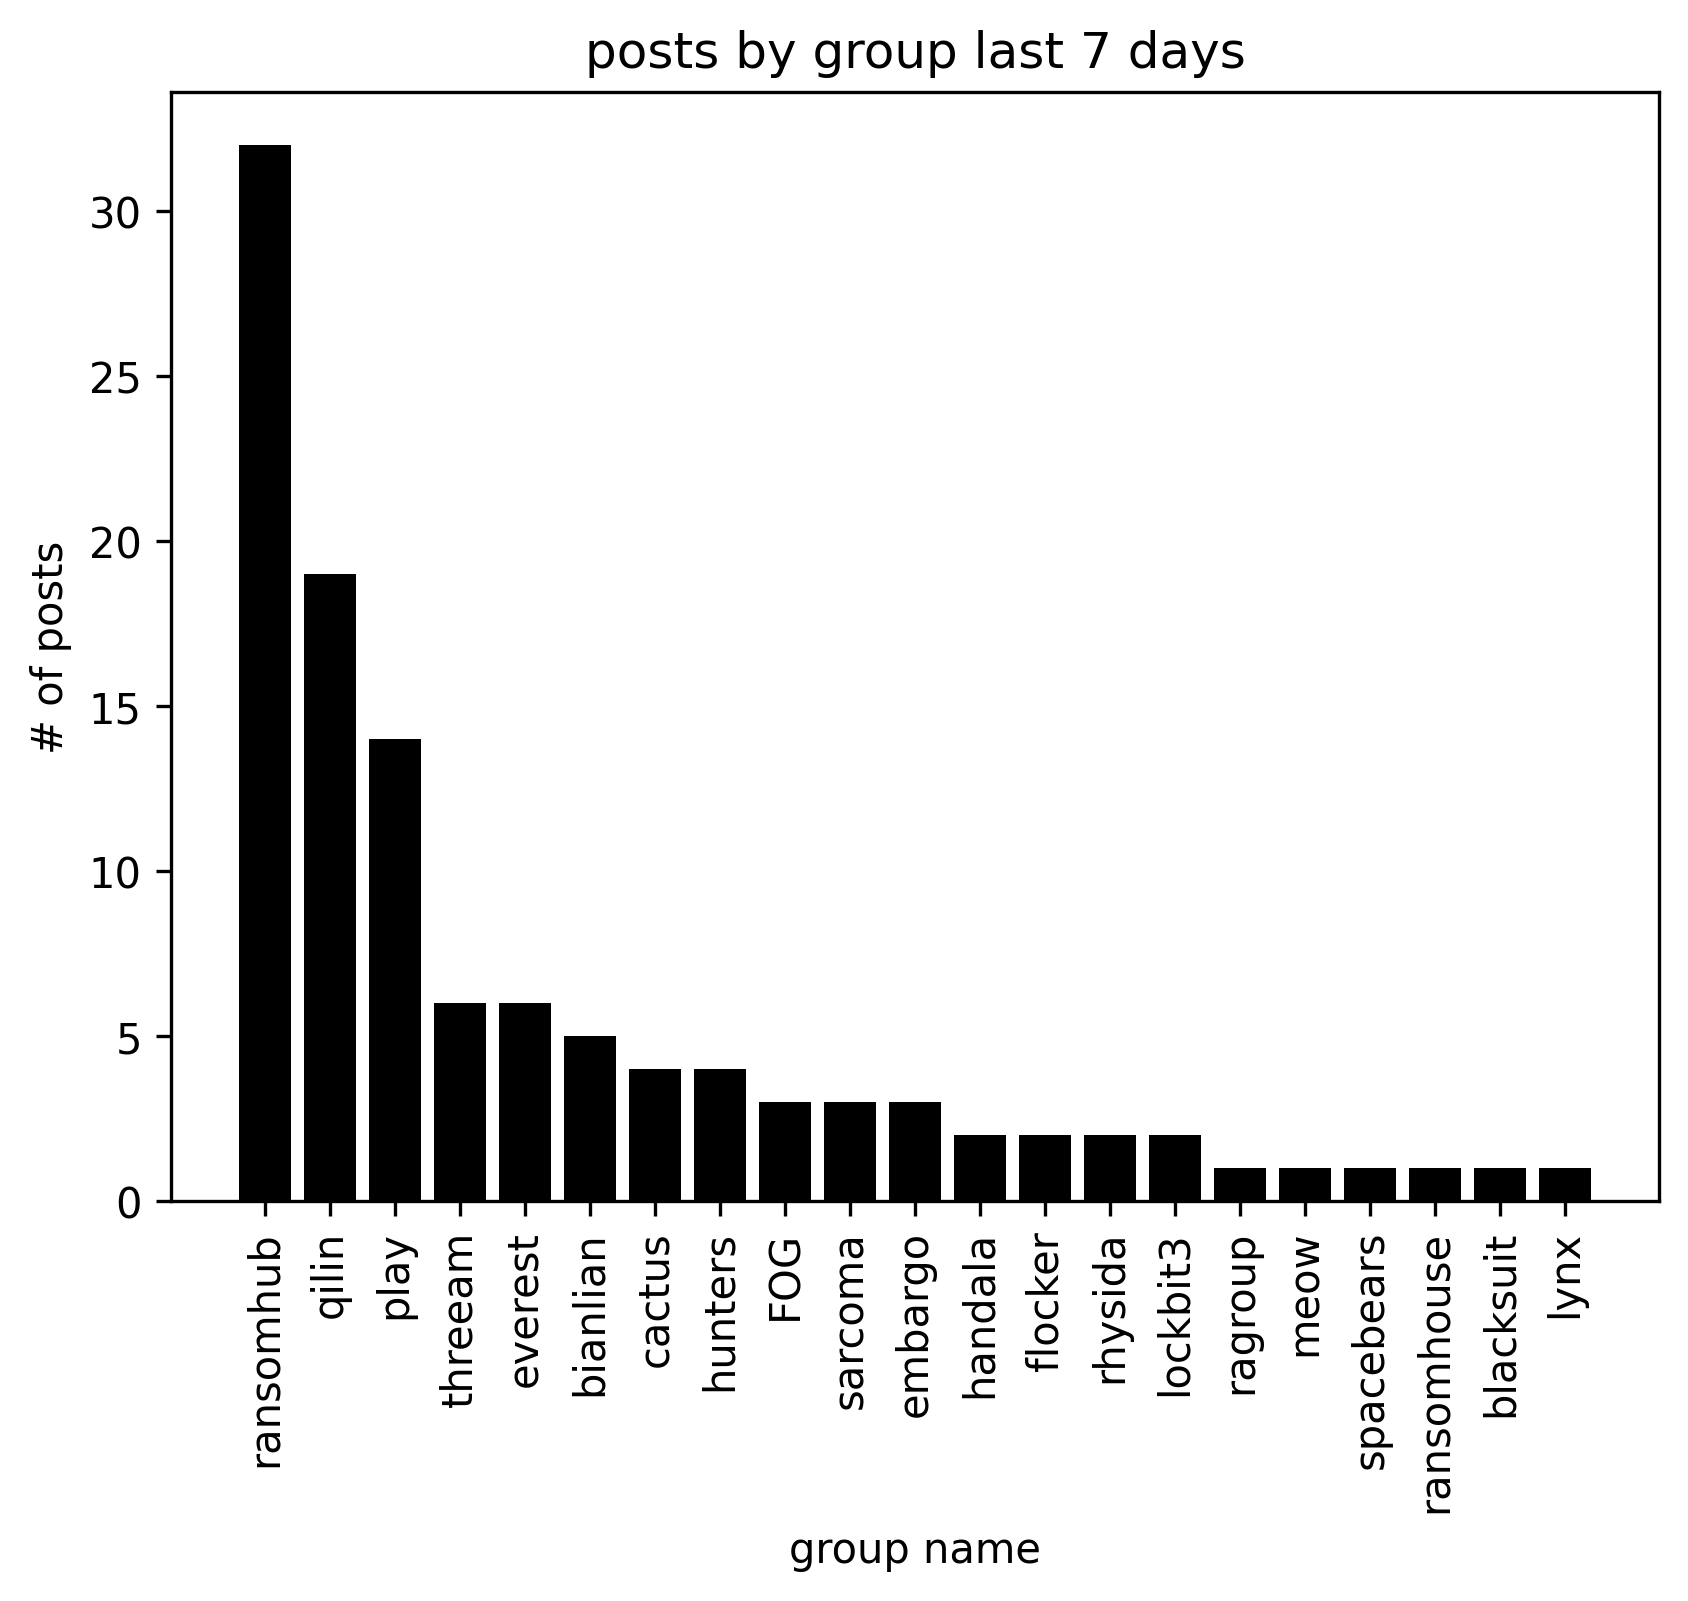 posts by group last 7 days
# of posts
30
25
20
15
10
5
0
ransomhub
qilin
play
threeam
everest
bianlian
cactus
hunters
FOG
sarcoma
embargo
handala
flocker
rhysida
lockbit3
ragroup
meow
spacebears
ransomhouse
blacksuit
lynx
group name